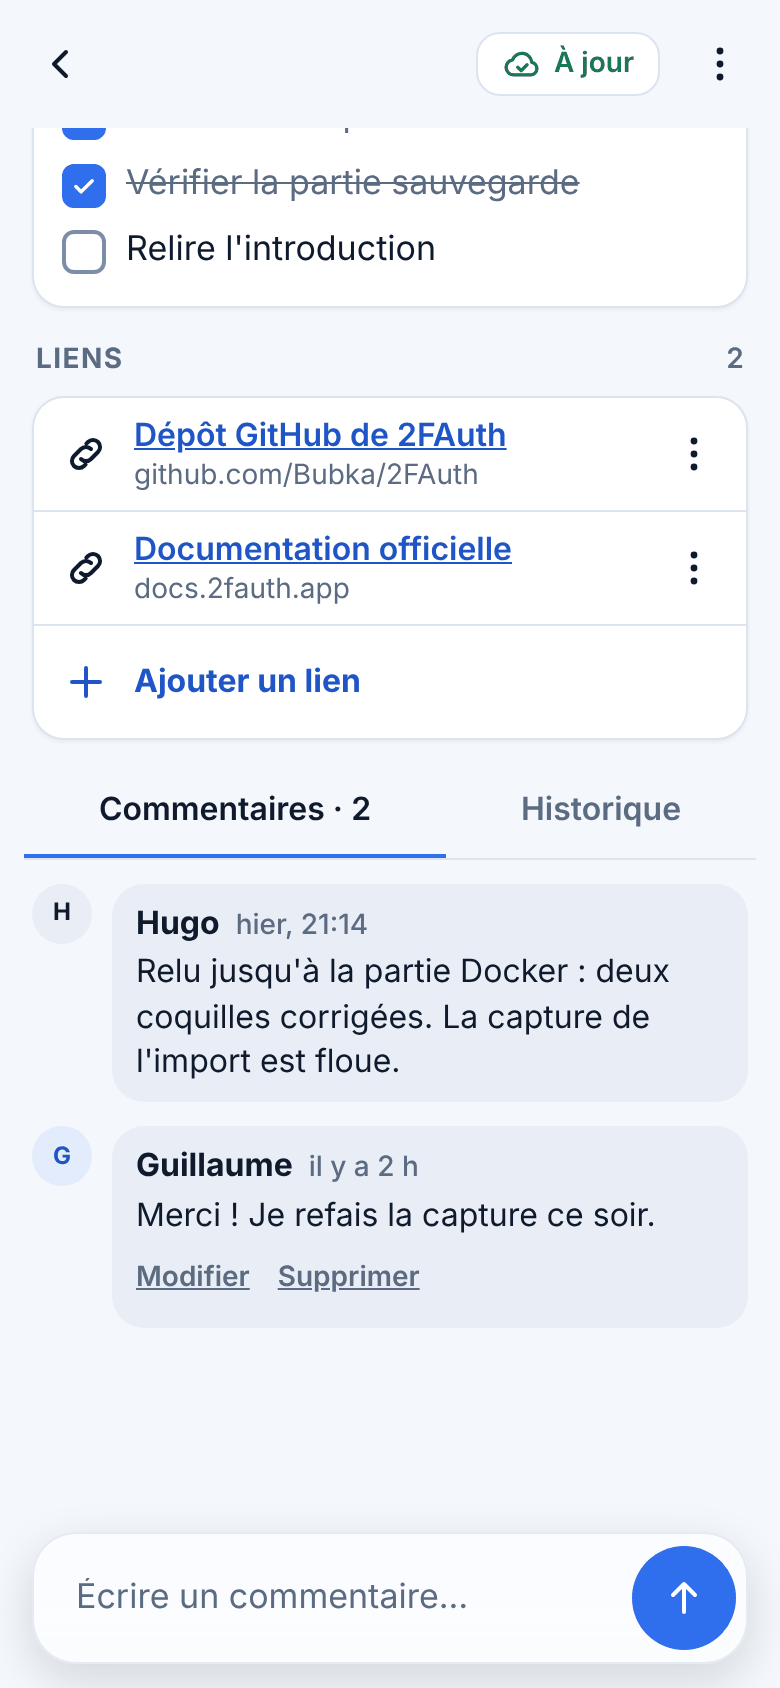 À jour
Vérifier la partie sauvegarde
Relire l'introduction
LIENS 2
Dépôt GitHub de 2FAuth
github.com/Bubka/2FAuth
Documentation officielle
docs.2fauth.app
Ajouter un lien
Commentaires · 2 Historique
H
Hugo hier, 21:14
Relu jusqu'à la partie Docker : deux
coquilles corrigées. La capture de
l'import est floue.
G
Guillaume il y a 2 h
Merci ! Je refais la capture ce soir.
Modifier Supprimer
Écrire un commentaire...